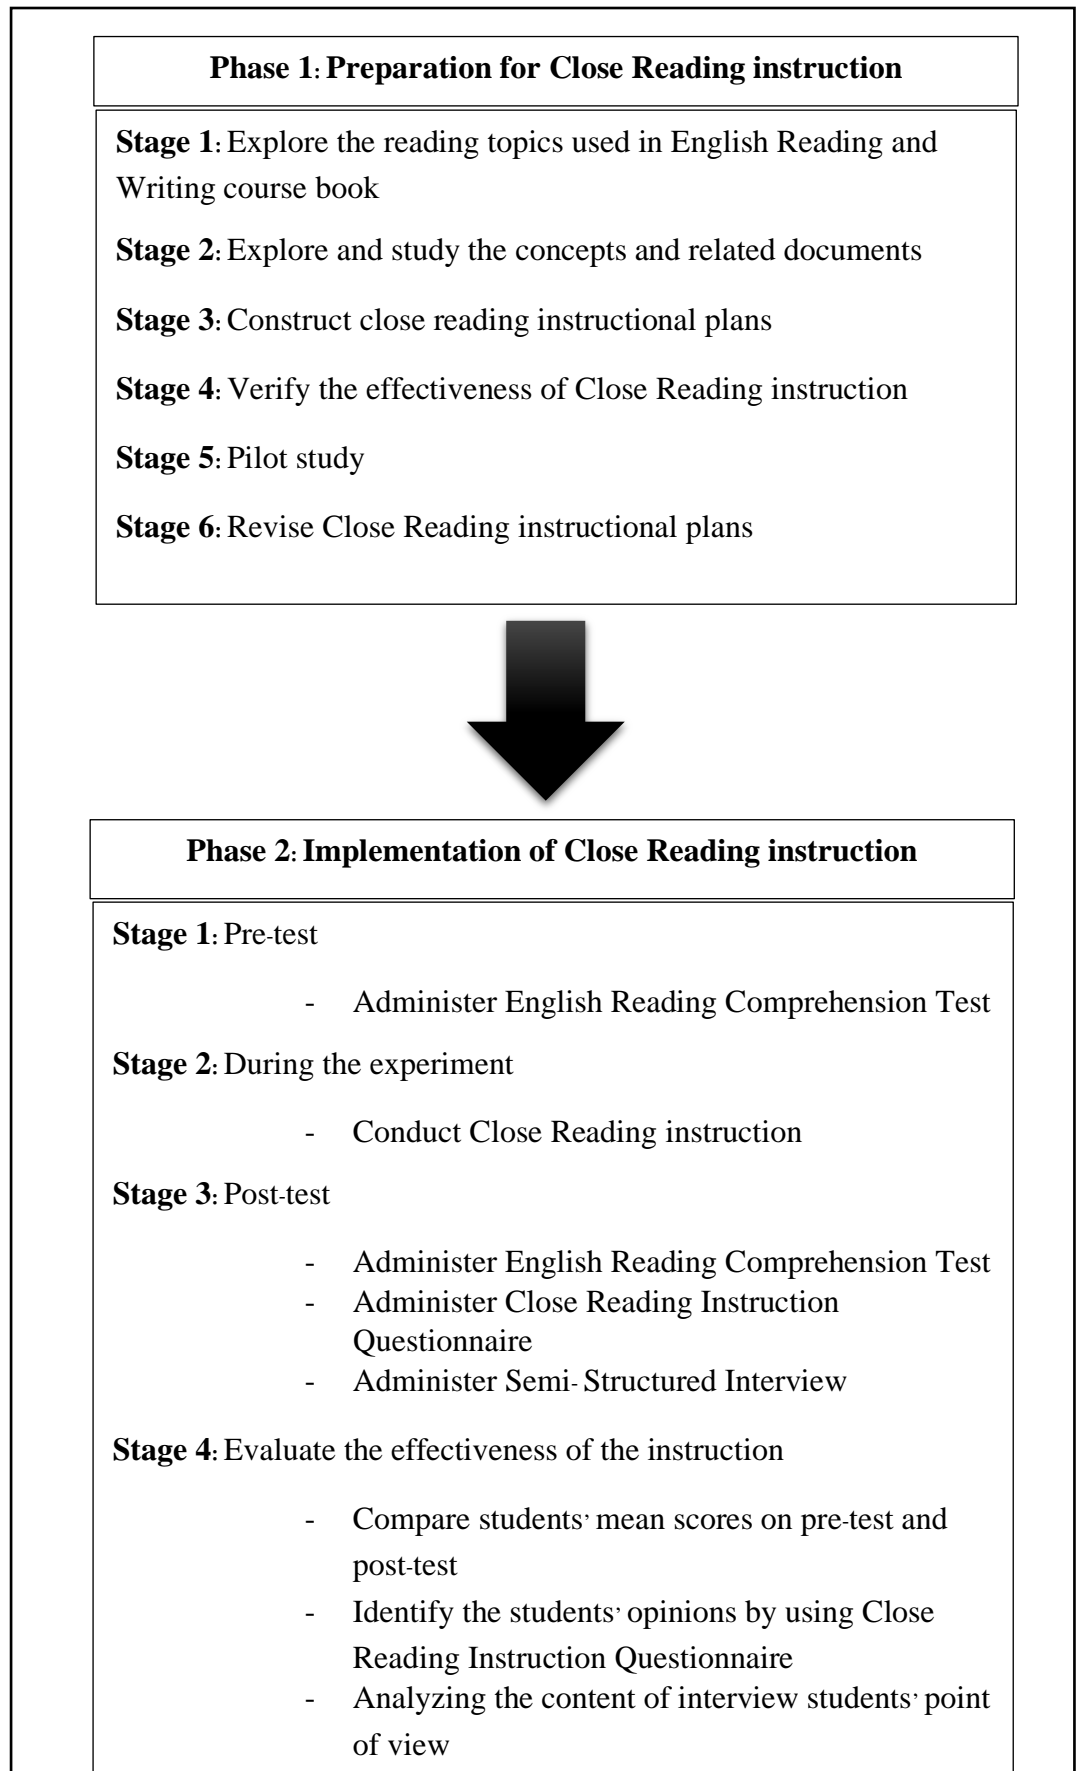 Phase 1: Preparation for Close Reading instruction
Stage 1: Explore the reading topics used in English Reading and
Writing course book
Stage 2: Explore and study the concepts and related documents
Stage 3: Construct close reading instructional plans
Stage 4: Verify the effectiveness of Close Reading instruction
Stage 5: Pilot study
Stage 6: Revise Close Reading instructional plans
Phase 2: Implementation of Close Reading instruction
Stage 1: Pre-test
- Administer English Reading Comprehension Test
Stage 2: During the experiment
- Conduct Close Reading instruction
Stage 3: Post-test
- Administer English Reading Comprehension Test
- Administer Close Reading Instruction
Questionnaire
- Administer Semi- Structured Interview
Stage 4: Evaluate the effectiveness of the instruction
- Compare students’ mean scores on pre-test and
post-test
- Identify the students’ opinions by using Close
Reading Instruction Questionnaire
- Analyzing the content of interview students’ point
of view